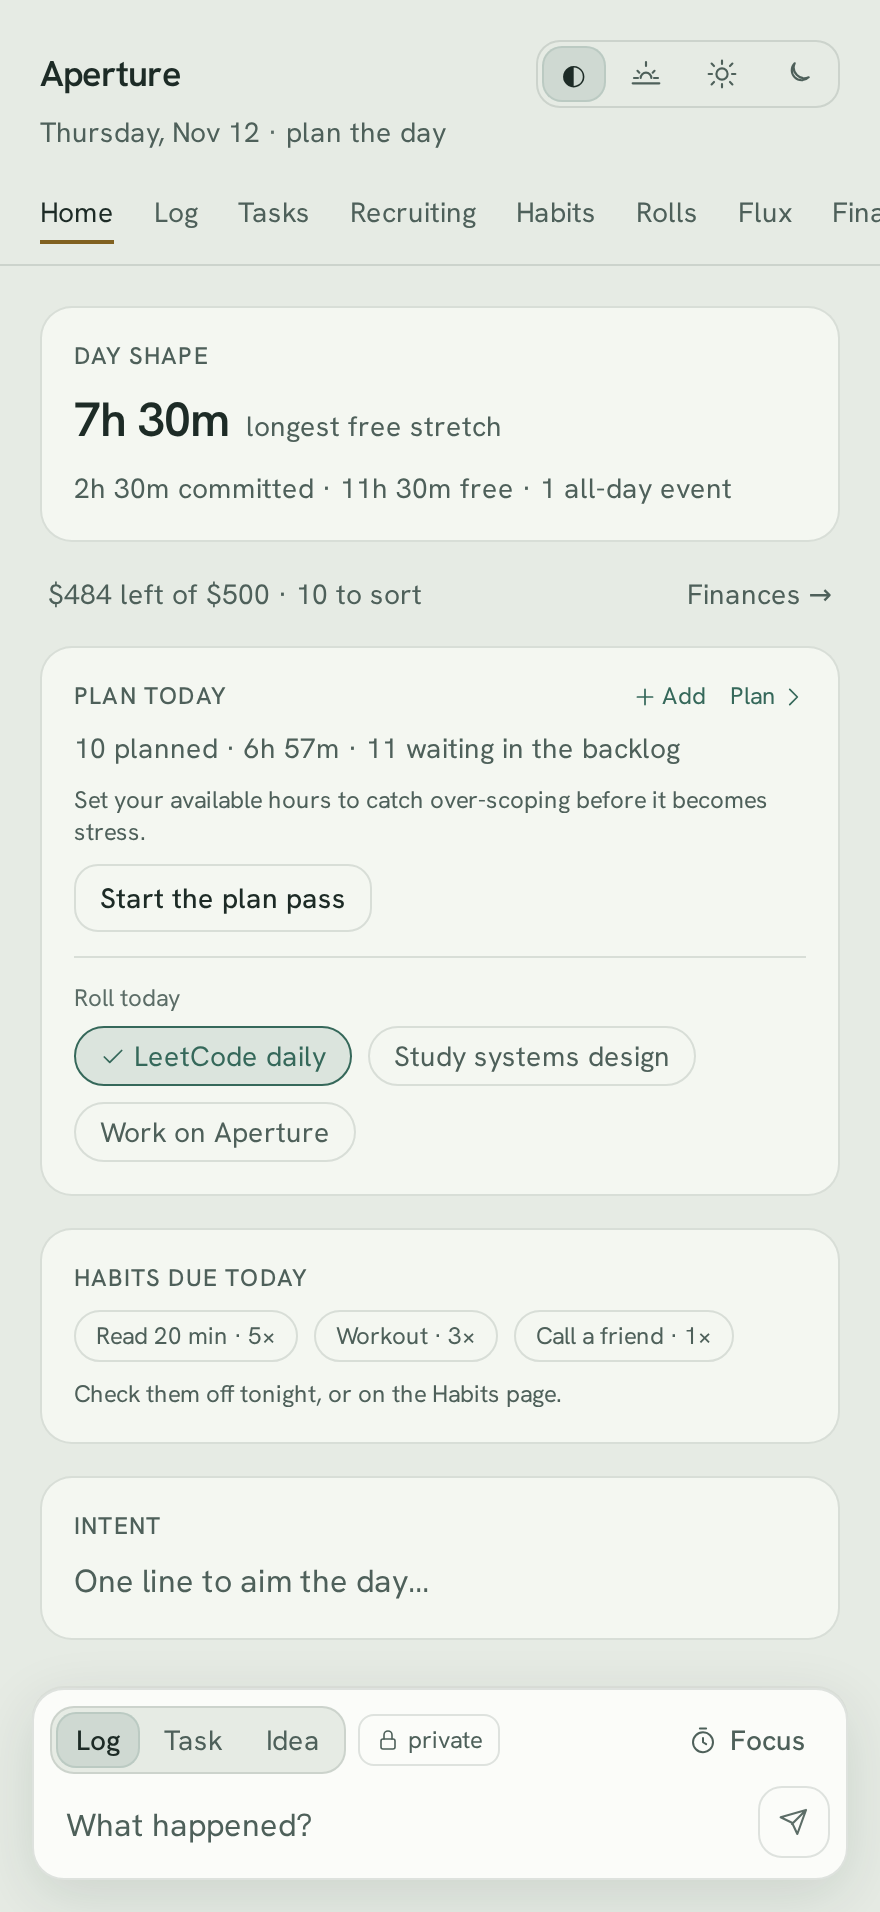 Aperture
Thursday, Nov 12 · plan the day
Home Log Tasks Recruiting Habits Rolls Flux Fina
DAY SHAPE
7h 30m longest free stretch
2h 30m committed · 11h 30m free · 1 all-day event
$484 left of $500 · 10 to sort Finances →
PLAN TODAY + Add Plan >
10 planned · 6h 57m · 11 waiting in the backlog
Set your available hours to catch over-scoping before it becomes
stress.
Start the plan pass
Roll today
✓ LeetCode daily Study systems design
Work on Aperture
HABITS DUE TODAY
Read 20 min · 5× Workout · 3× Call a friend · 1×
Check them off tonight, or on the Habits page.
INTENT
One line to aim the day…
Log Task Idea private Focus
What happened?